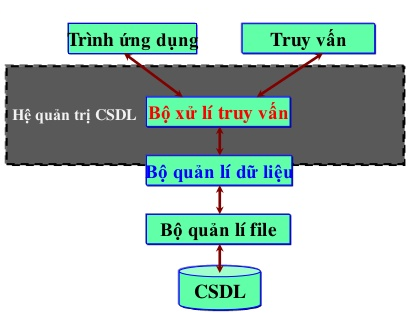 Trình ứng dụng
Truy vấn
Hệ quản trị CSDL
Bộ xử lí truy vấn
Bộ quản lí dữ liệu
Bộ quản lí file
CSDL